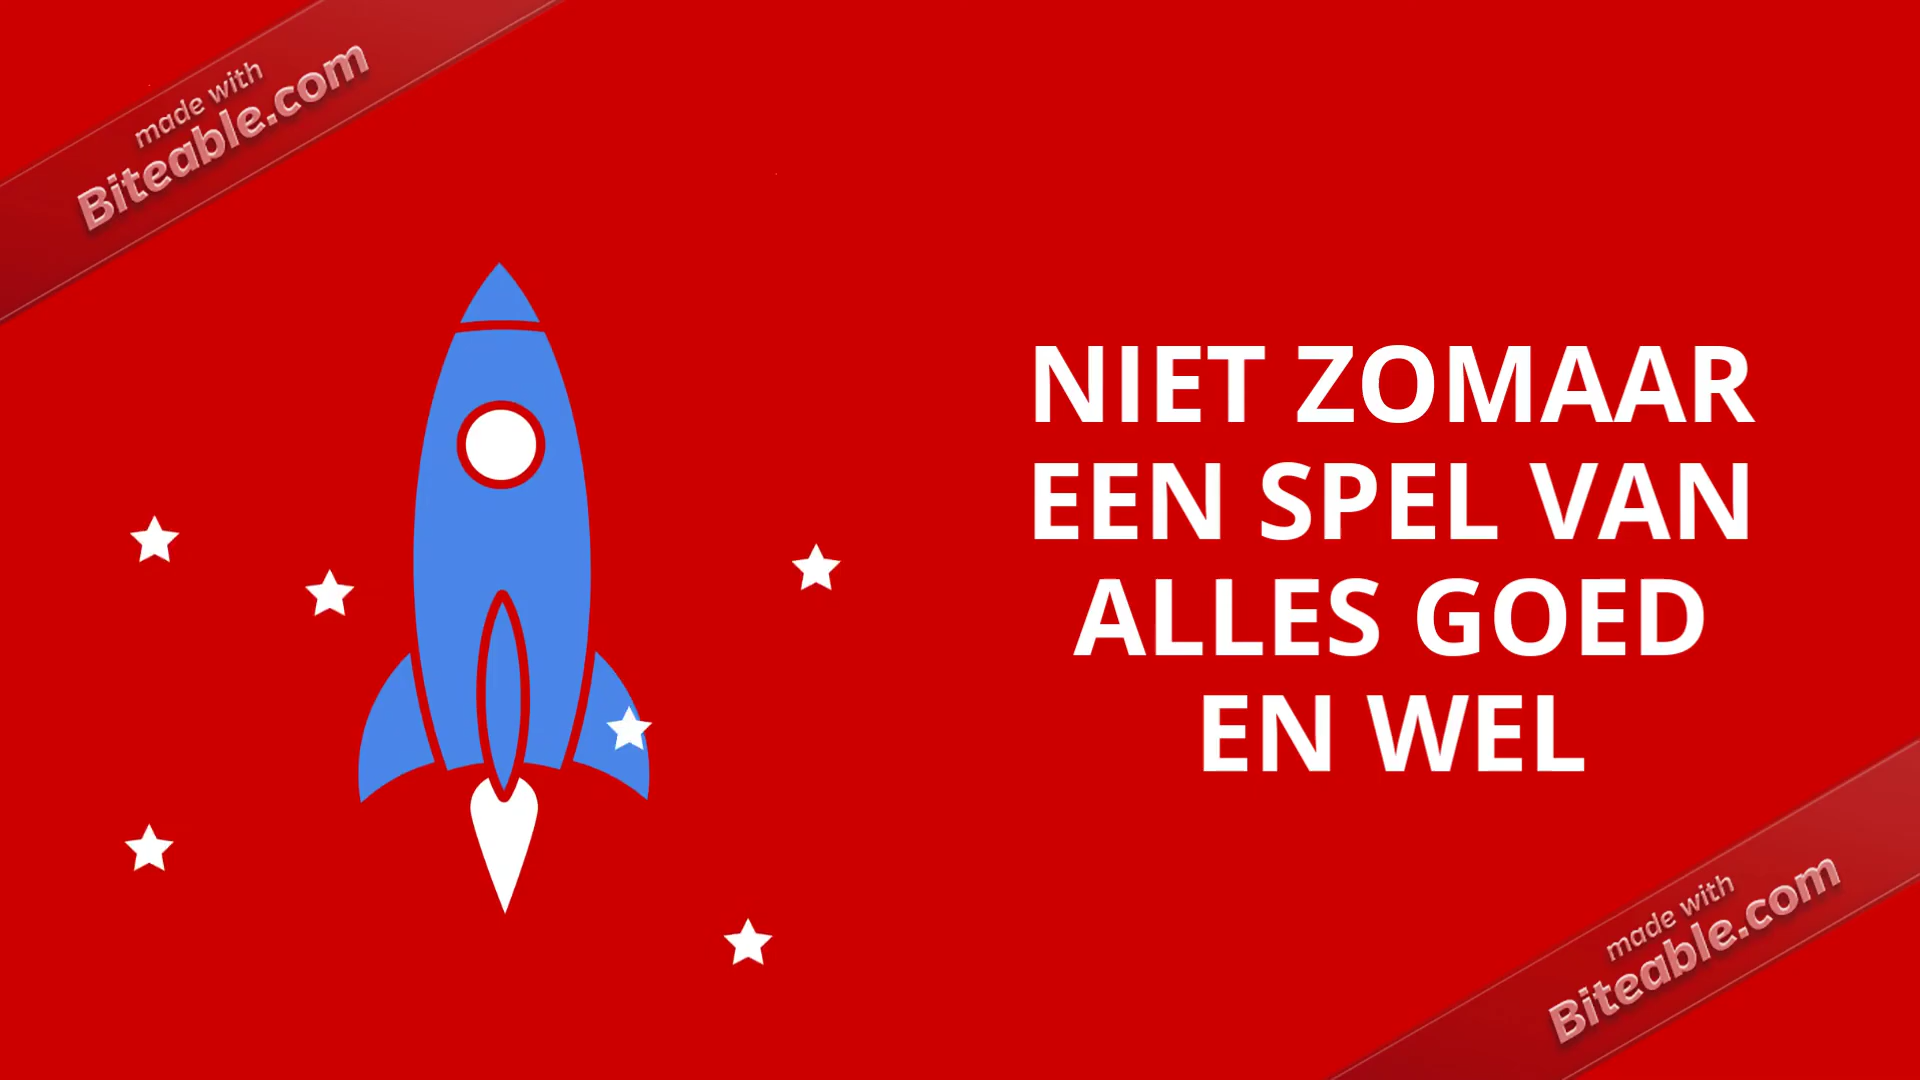 made with
Biteable.com
NIET ZOMAAR
EEN SPEL VAN
ALLES GOED
EN WEL
made with
Biteable.com